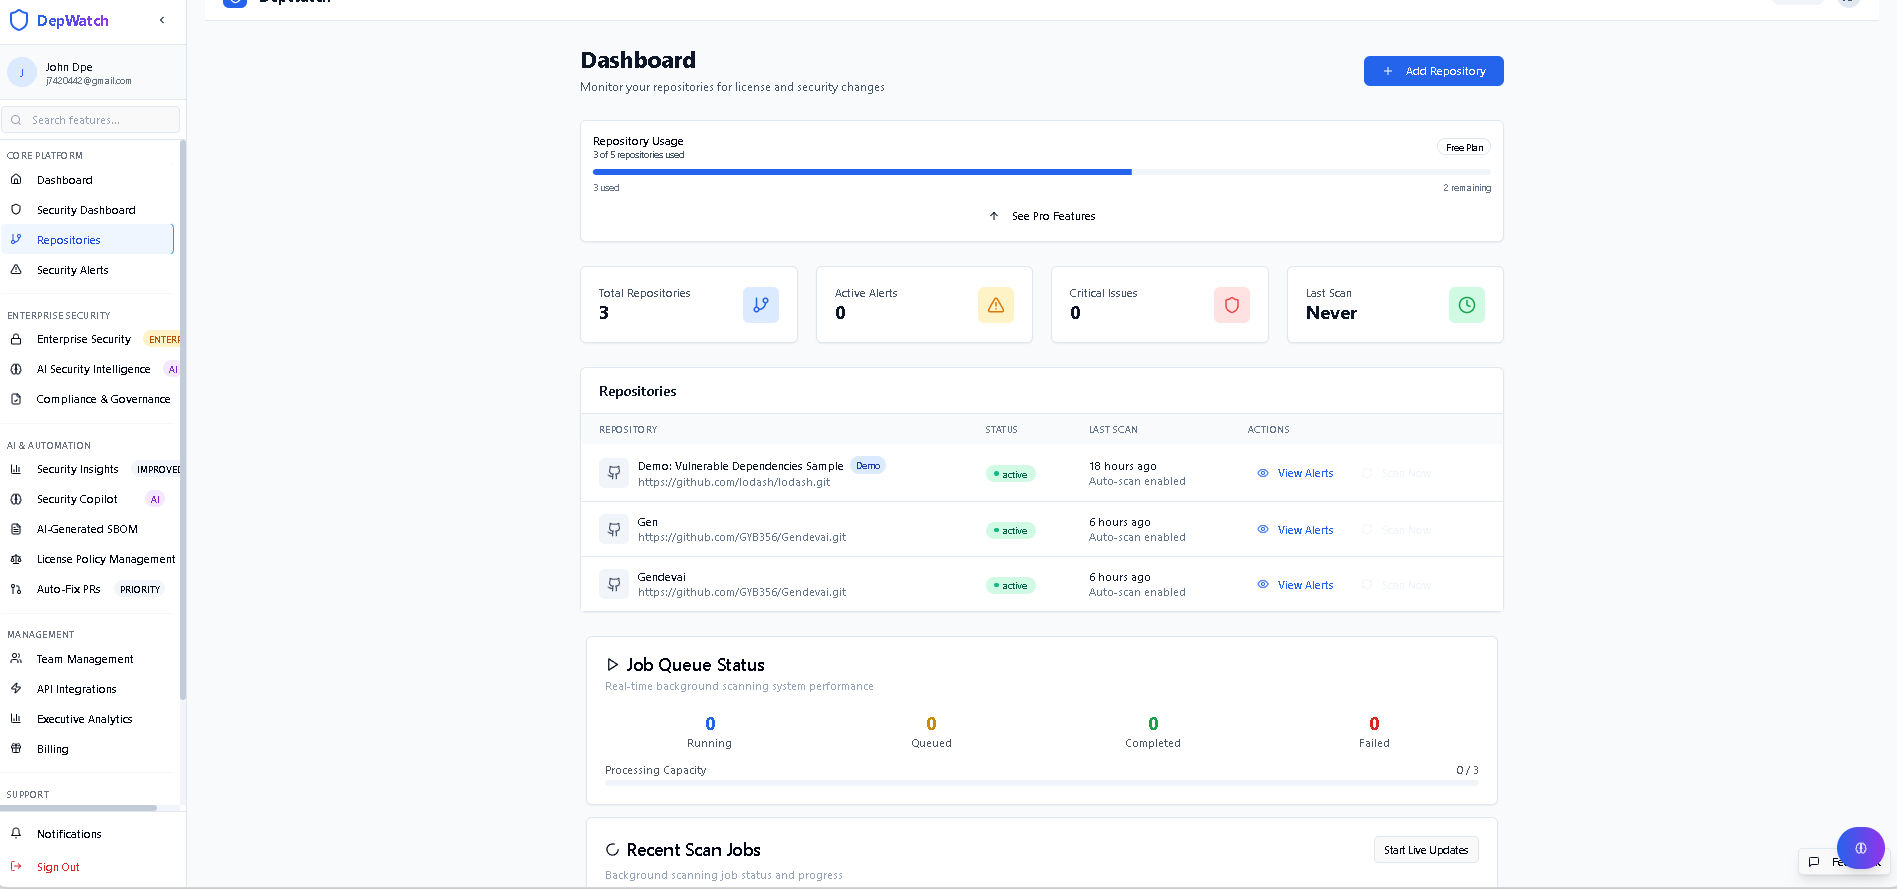 DepWatch
John Dpe
j7420442@gmail.com
Search features...
CORE PLATFORM
Dashboard
Security Dashboard
Repositories
Security Alerts
ENTERPRISE SECURITY
Enterprise Security ENTERP
AI Security Intelligence AI
Compliance & Governance
AI & AUTOMATION
Security Insights IMPROVED
Security Copilot AI
AI-Generated SBOM
License Policy Management
Auto-Fix PRs PRIORITY
MANAGEMENT
Team Management
API Integrations
Executive Analytics
Billing
SUPPORT
Notifications
Sign Out
DepWatch
Dashboard
Monitor your repositories for license and security changes
+ Add Repository
Repository Usage
3 of 5 repositories used
Free Plan
3 used
2 remaining
See Pro Features
Total Repositories
3
Active Alerts
0
Critical Issues
0
Last Scan
Never
Repositories
REPOSITORY STATUS LAST SCAN ACTIONS
Demo: Vulnerable Dependencies Sample Demo
https://github.com/lodash/lodash.git
active
18 hours ago
Auto-scan enabled
View Alerts
Scan Now
Gen
https://github.com/GYB356/Gendevai.git
active
6 hours ago
Auto-scan enabled
View Alerts
Scan Now
Gendevai
https://github.com/GYB356/Gendevai.git
active
6 hours ago
Auto-scan enabled
View Alerts
Scan Now
Job Queue Status
Real-time background scanning system performance
0
Running
0
Queued
0
Completed
0
Failed
Processing Capacity
0 / 3
Recent Scan Jobs
Background scanning job status and progress
Start Live Updates